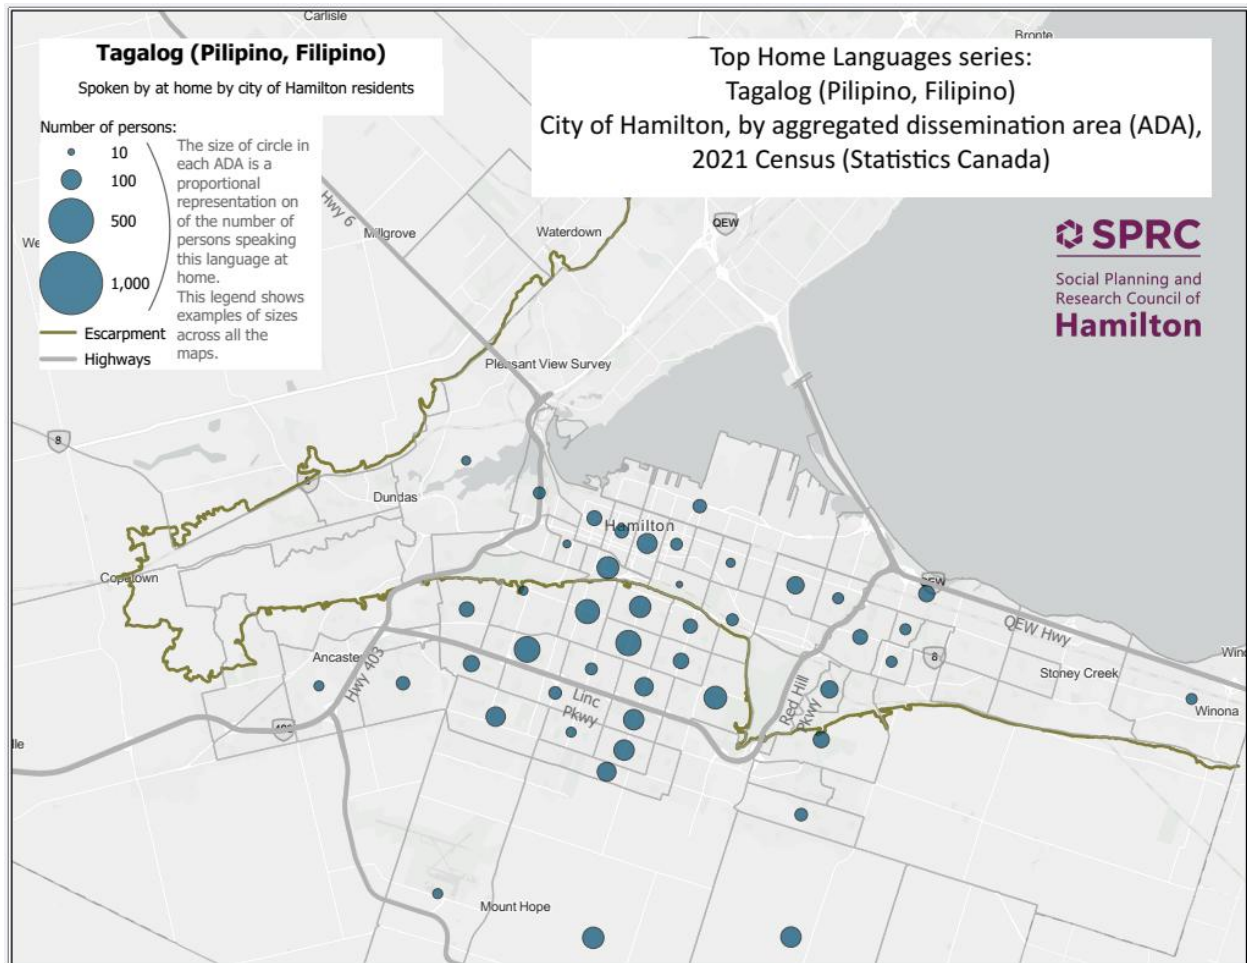 Carlisle
Bronte
Tagalog (Pilipino, Filipino)
Spoken by at home by city of Hamilton residents
Number of persons:
10
100
500
1,000
The size of circle in
each ADA is a
proportional
representation on
of the number of
persons speaking
this language at
home.
This legend shows
examples of sizes
across all the
maps.
Escarpment
Highways
Top Home Languages series:
Tagalog (Pilipino, Filipino)
City of Hamilton, by aggregated dissemination area (ADA),
2021 Census (Statistics Canada)
SPRC
Social Planning and
Research Council of
Hamilton
Hwy 6
QEW
We
Millgrove
Waterdown
Pleasant View Survey
8
Dundas
Hamilton
Copetown
QEW Hwy
Ancaster
Hwy 403
8
Stoney Creek
Linc
Pkwy
Red Hill
Pkwy
Winona
403
lle
Mount Hope